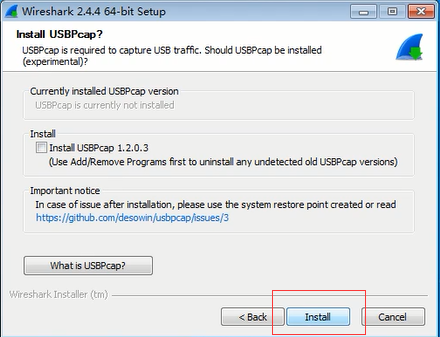 Wireshark 2.4.4 64-bit Setup
Install USBPcap?
USBPcap is required to capture USB traffic. Should USBPcap be installed
(experimental)?
Currently installed USBPcap version
USBPcap is currently not installed
Install
Install USBPcap 1.2.0.3
(Use Add/Remove Programs first to uninstall any undetected old USBPcap versions)
Important notice
In case of issue after installation, please use the system restore point created or read
https://github.com/desowin/usbpcap/issues/3
What is USBPcap?
Wireshark Installer (tm)
< Back
Install
Cancel